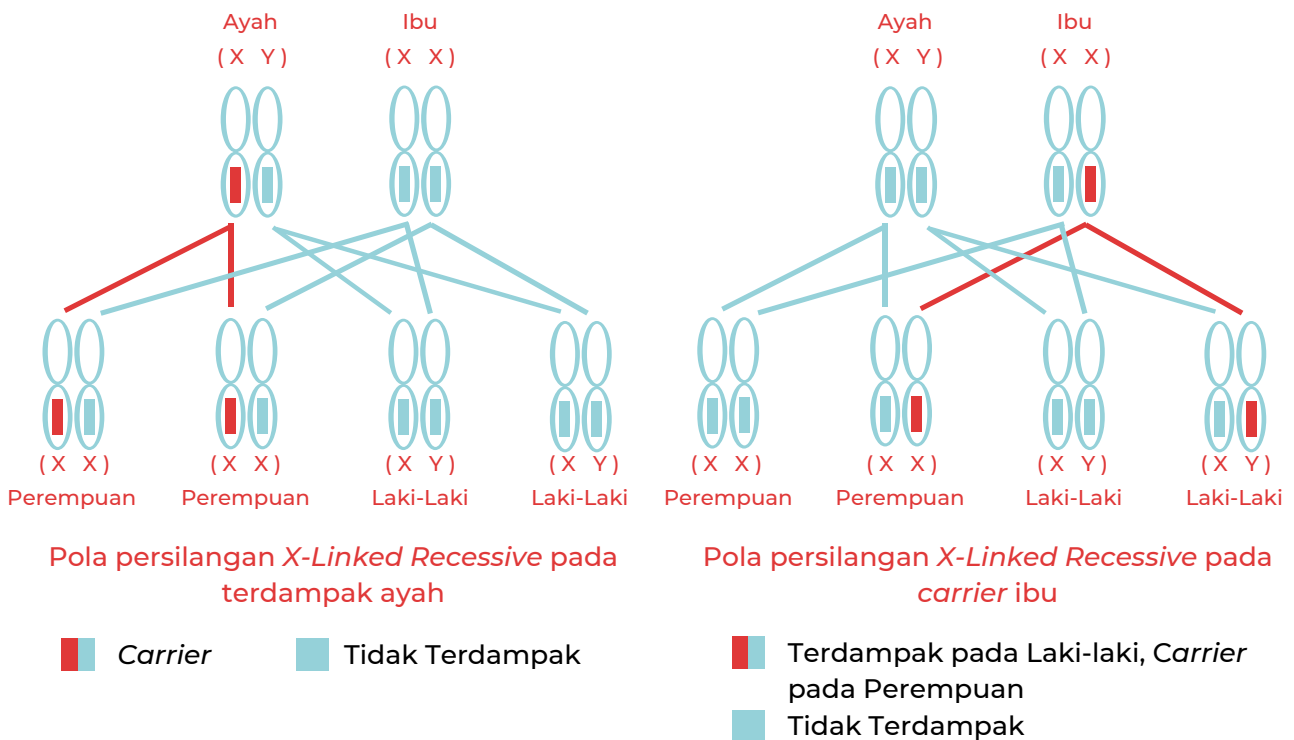 Ayah
Ibu
( X Y )
( X X )
( X X )
( X X )
( X Y )
( X Y )
Perempuan
Perempuan
Laki-Laki
Laki-Laki
Pola persilangan X-Linked Recessive pada
terdampak ayah
Carrier
Tidak Terdampak
Ayah
Ibu
( X Y )
( X X )
( X X )
( X X )
( X Y )
( X Y )
Perempuan
Perempuan
Laki-Laki
Laki-Laki
Pola persilangan X-Linked Recessive pada
carrier ibu
Terdampak pada Laki-laki, Carrier
pada Perempuan
Tidak Terdampak